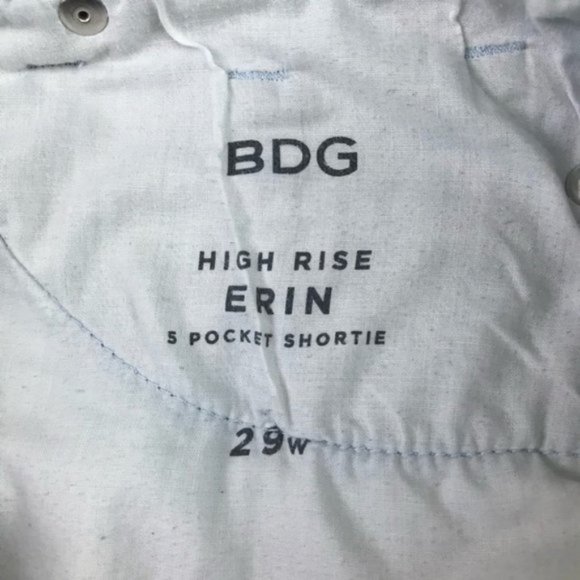 BDG
HIGH RISE
ERIN
5 POCKET SHORTIE
29W